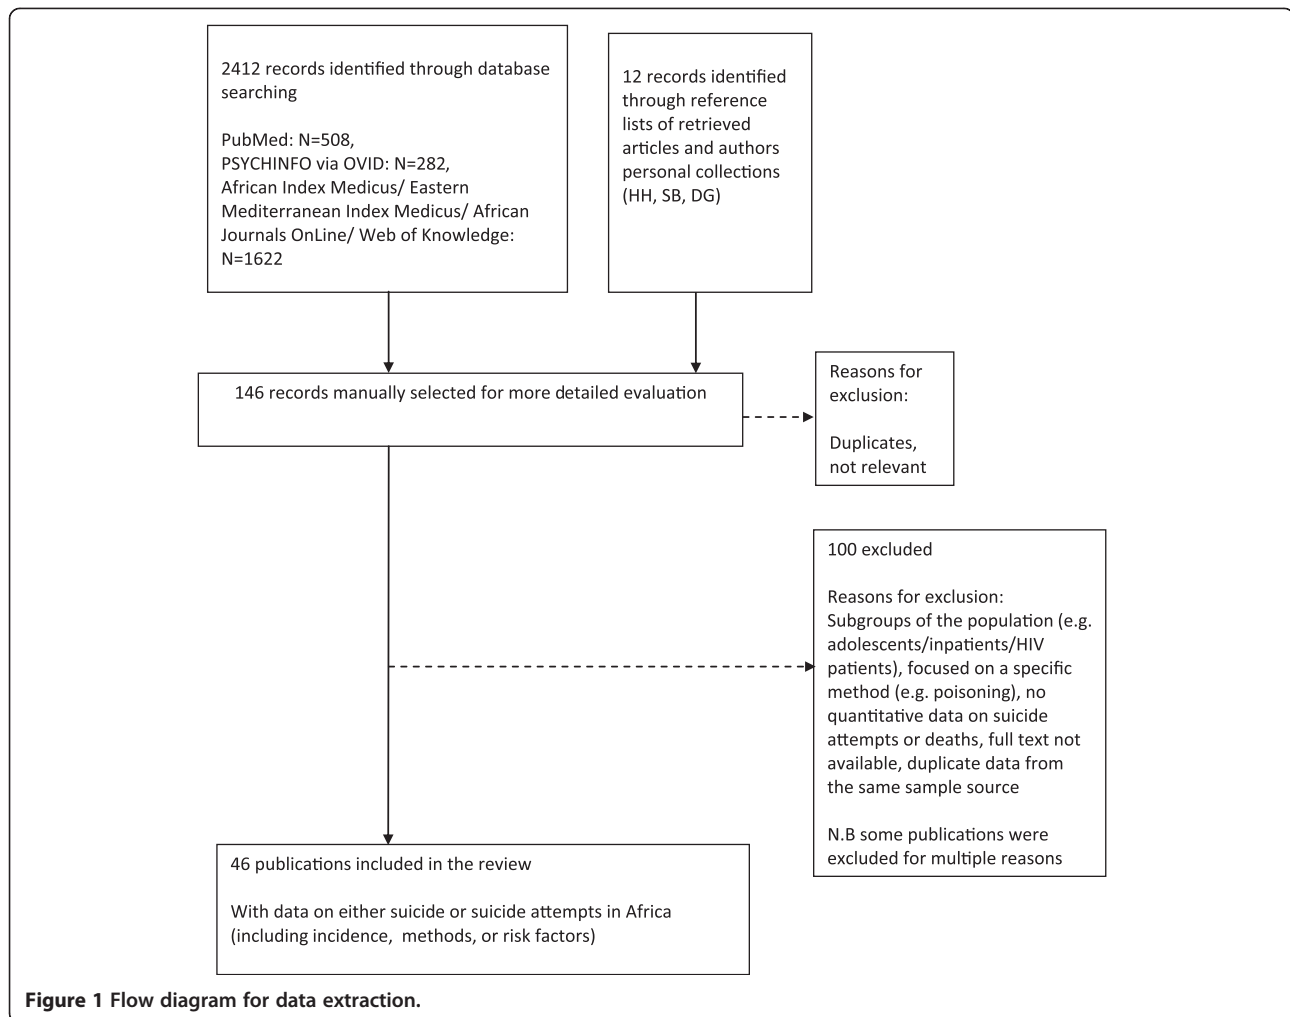 2412 records identified through database
searching
PubMed: N=508,
PSYCHINFO via OVID: N=282,
African Index Medicus/ Eastern
Mediterranean Index Medicus/ African
Journals OnLine/ Web of Knowledge:
N=1622
12 records identified
through reference
lists of retrieved
articles and authors
personal collections
(HH, SB, DG)
146 records manually selected for more detailed evaluation
Reasons for
exclusion:
Duplicates,
not relevant
100 excluded
Reasons for exclusion:
Subgroups of the population (e.g.
adolescents/inpatients/HIV
patients), focused on a specific
method (e.g. poisoning), no
quantitative data on suicide
attempts or deaths, full text not
available, duplicate data from
the same sample source
N.B some publications were
excluded for multiple reasons
46 publications included in the review
With data on either suicide or suicide attempts in Africa
(including incidence, methods, or risk factors)
Figure 1 Flow diagram for data extraction.